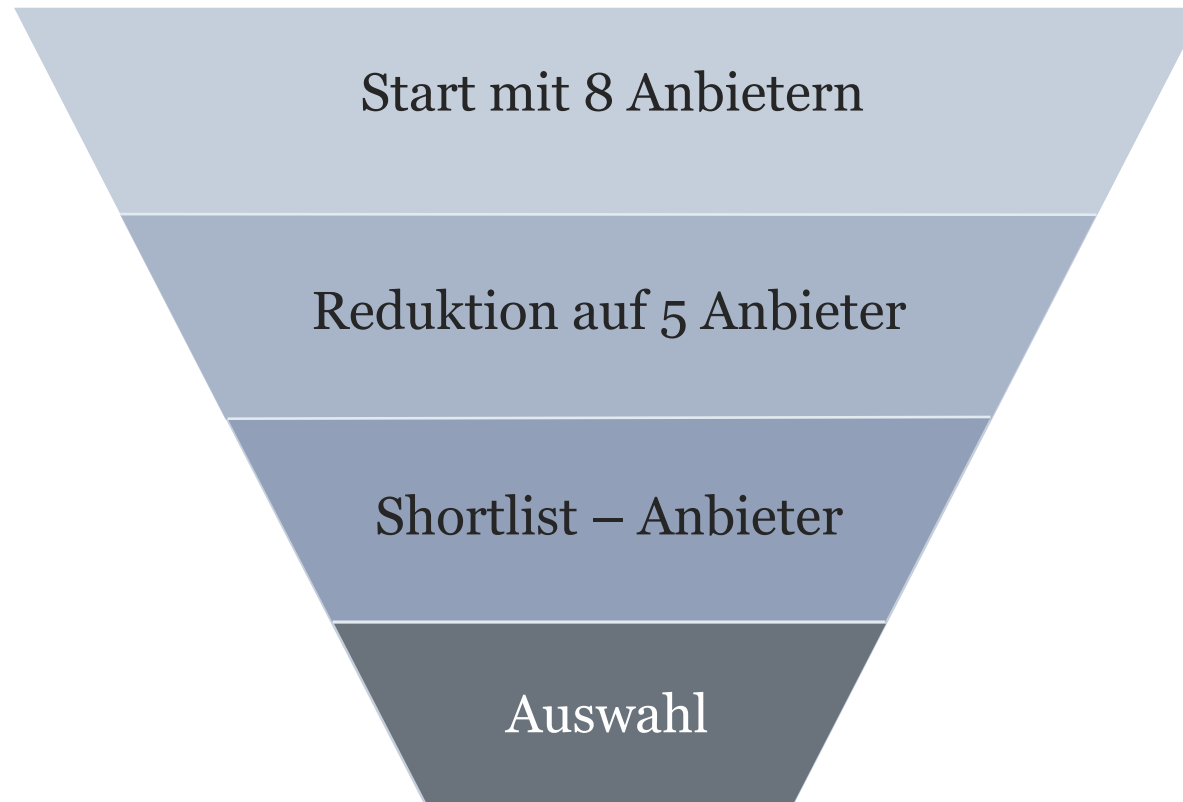 Start mit 8 Anbietern
Reduktion auf 5 Anbieter
Shortlist – Anbieter
Auswahl